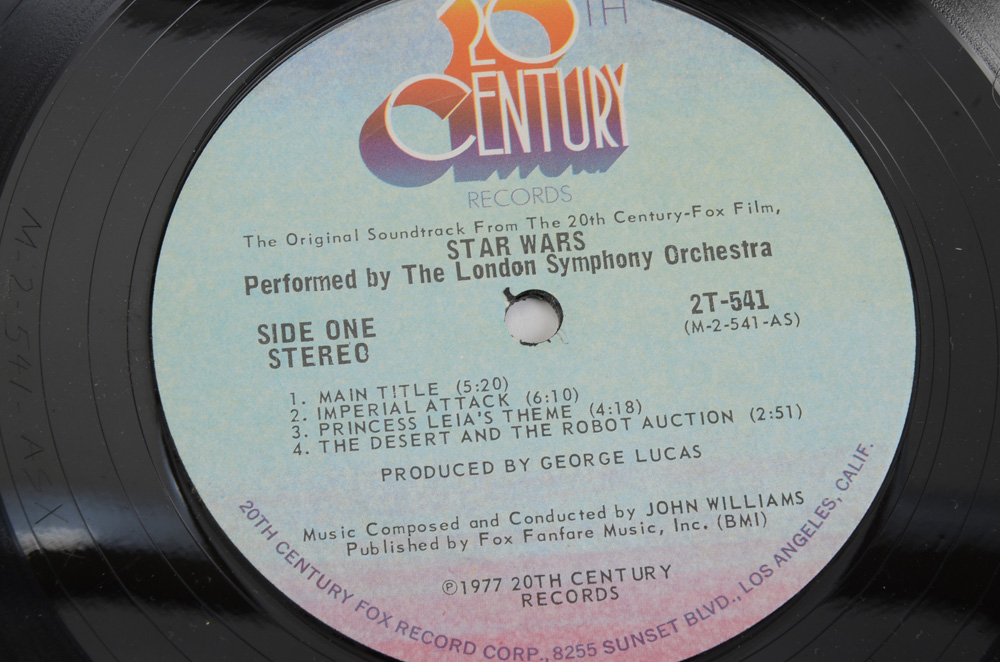 20TH
CENTURY
RECORDS
The Original Soundtrack From The 20th Century-Fox Film,
STAR WARS
Performed by The London Symphony Orchestra
SIDE ONE
STEREO
2T-541
(M-2-541-AS)
1. MAIN TITLE (5:20)
2. IMPERIAL ATTACK (6:10)
3. PRINCESS LEIA'S THEME (4:18)
4. THE DESERT AND THE ROBOT AUCTION (2:51)
PRODUCED BY GEORGE LUCAS
Music Composed and Conducted by JOHN WILLIAMS
Published by Fox Fanfare Music, Inc. (BMI)
℗1977 20TH CENTURY
RECORDS
20TH CENTURY FOX RECORD CORP., 8255 SUNSET BLVD., LOS ANGELES, CALIF.